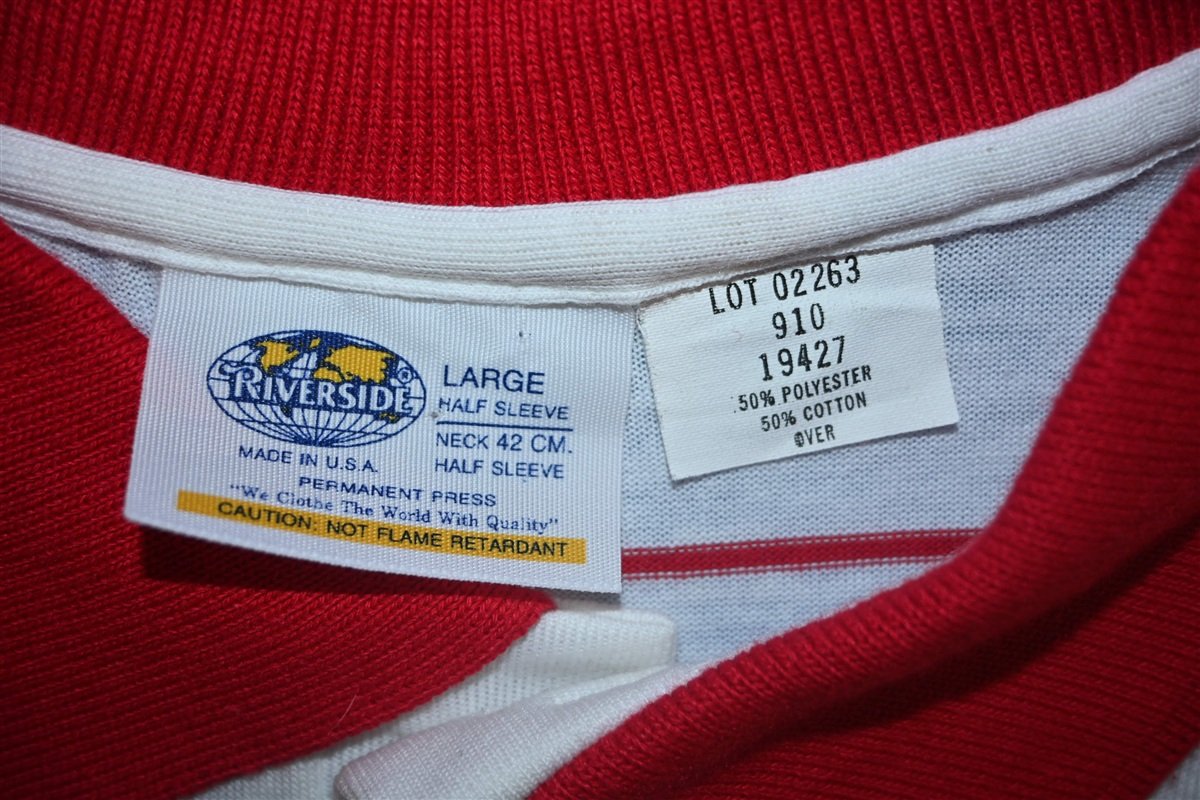 RIVERSIDE ®
MADE IN U.S.A.
LARGE
HALF SLEEVE
NECK 42 CM.
HALF SLEEVE
PERMANENT PRESS
"We Clothe The World With Quality"
CAUTION: NOT FLAME RETARDANT
LOT 02263
910
19427
50% POLYESTER
50% COTTON
OVER